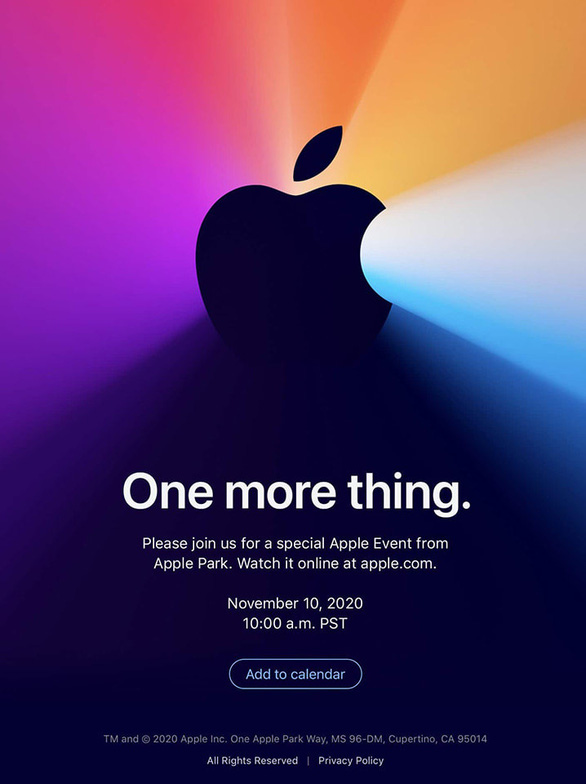 One more thing.
Please join us for a special Apple Event from
Apple Park. Watch it online at apple.com.
November 10, 2020
10:00 a.m. PST
Add to calendar
TM and © 2020 Apple Inc. One Apple Park Way, MS 96-DM, Cupertino, CA 95014
All Rights Reserved | Privacy Policy